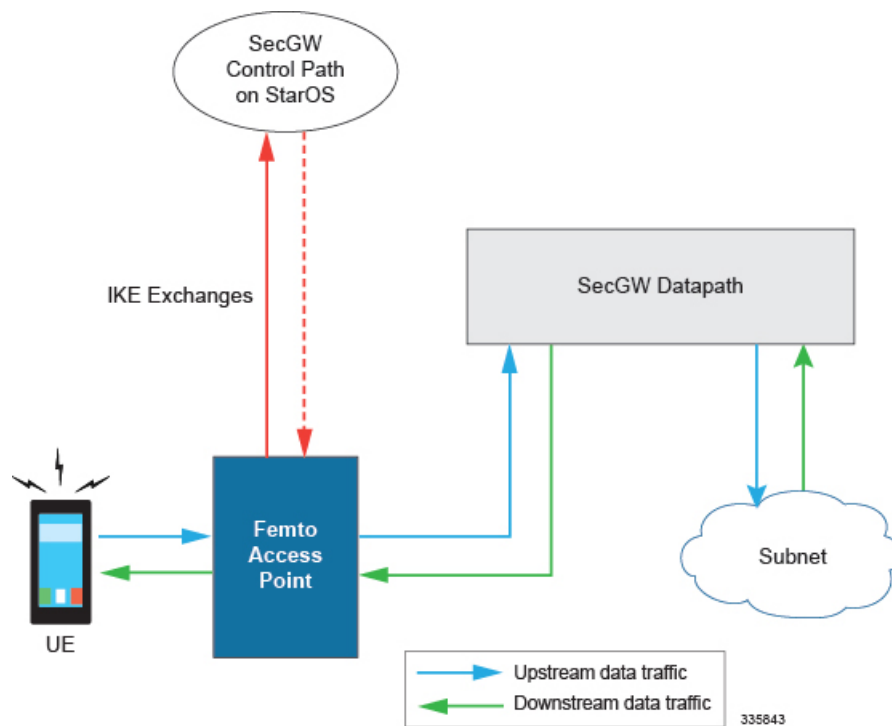 SecGW
Control Path
on StarOS
IKE Exchanges
SecGW Datapath
Femto
Access
Point
Subnet
UE
Upstream data traffic
Downstream data traffic
335843